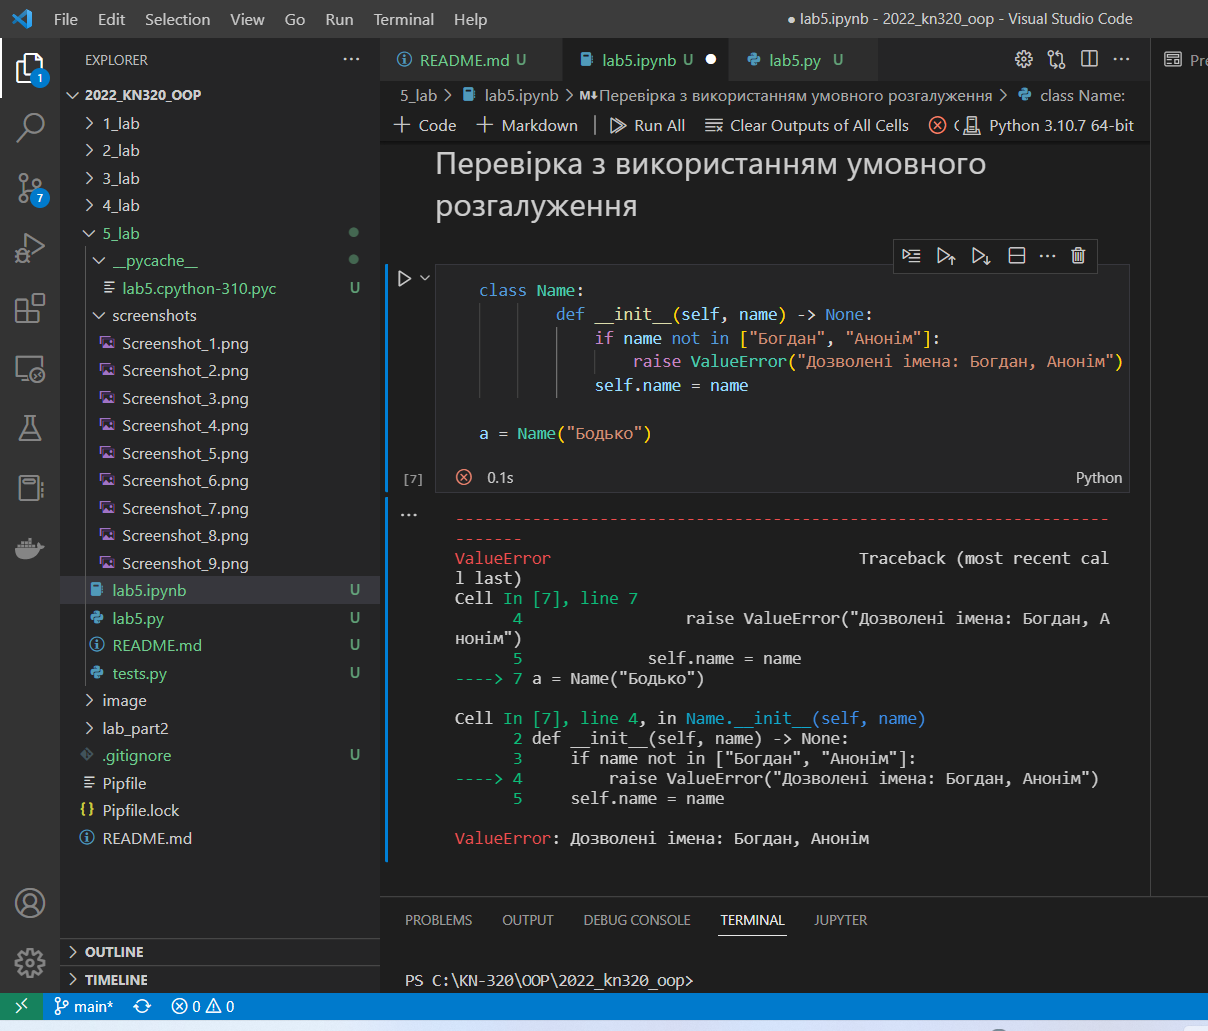 File Edit Selection View Go Run Terminal Help
● lab5.ipynb - 2022_kn320_oop - Visual Studio Code
EXPLORER
2022_KN320_OOP
1_lab
2_lab
3_lab
4_lab
5_lab
__pycache__
lab5.cpython-310.pyc U
screenshots
Screenshot_1.png
Screenshot_2.png
Screenshot_3.png
Screenshot_4.png
Screenshot_5.png
Screenshot_6.png
Screenshot_7.png
Screenshot_8.png
Screenshot_9.png
lab5.ipynb U
lab5.py U
README.md U
tests.py U
image
lab_part2
.gitignore U
Pipfile
Pipfile.lock
README.md
OUTLINE
TIMELINE
1
7
README.md U lab5.ipynb U ● lab5.py U
5_lab > lab5.ipynb > M↓Перевірка з використанням умовного розгалуження > class Name:
+ Code + Markdown | Run All Clear Outputs of All Cells Python 3.10.7 64-bit
Перевірка з використанням умовного
розгалуження
class Name:
def __init__(self, name) -> None:
if name not in ["Богдан", "Анонім"]:
raise ValueError("Дозволені імена: Богдан, Анонім")
self.name = name
a = Name("Бодько")
[7] 0.1s Python
--------------------------------------------------------------------
-------
ValueError Traceback (most recent cal
l last)
Cell In [7], line 7
4 raise ValueError("Дозволені імена: Богдан, А
нонім")
5 self.name = name
----> 7 a = Name("Бодько")
Cell In [7], line 4, in Name.__init__(self, name)
2 def __init__(self, name) -> None:
3 if name not in ["Богдан", "Анонім"]:
----> 4 raise ValueError("Дозволені імена: Богдан, Анонім")
5 self.name = name
ValueError: Дозволені імена: Богдан, Анонім
PROBLEMS OUTPUT DEBUG CONSOLE TERMINAL JUPYTER
PS C:\KN-320\OOP\2022_kn320_oop>
main* 0 0